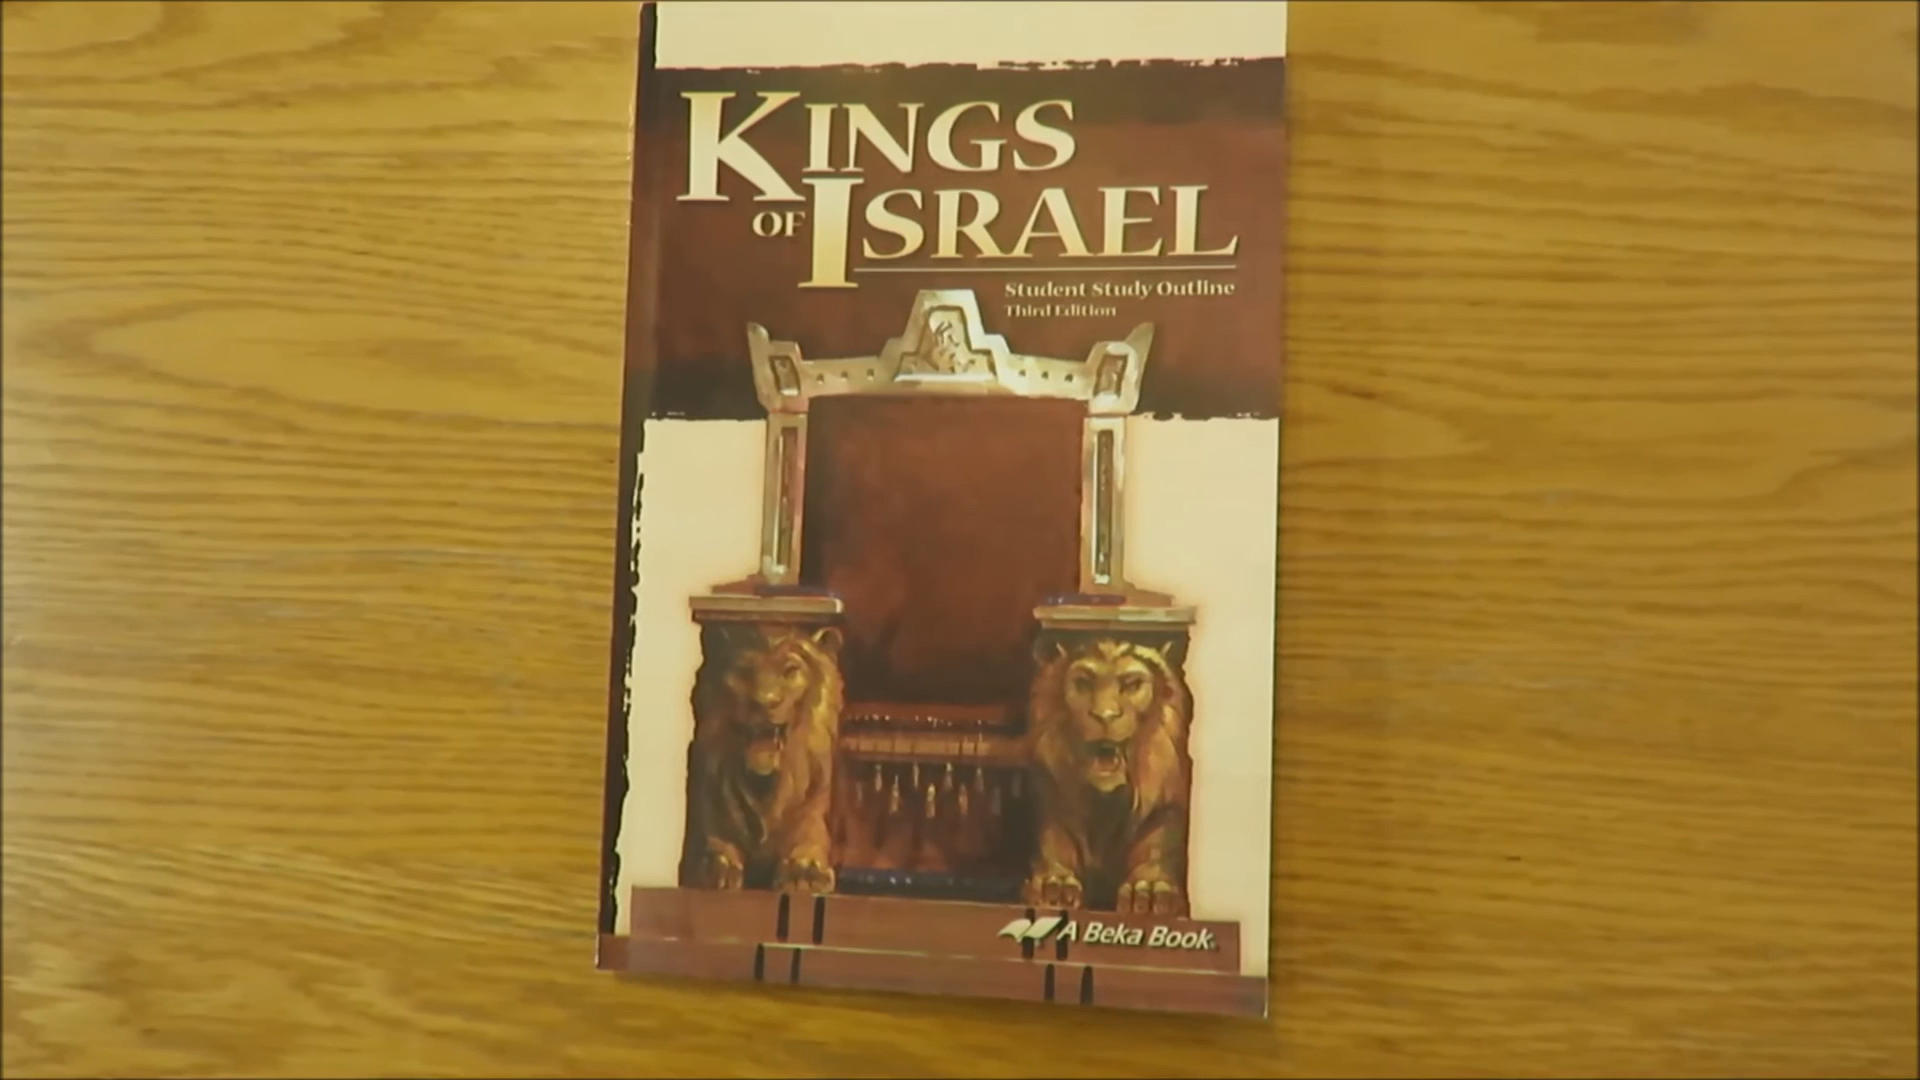 KINGS
OF ISRAEL
Student Study Outline
Third Edition
A Beka Book®